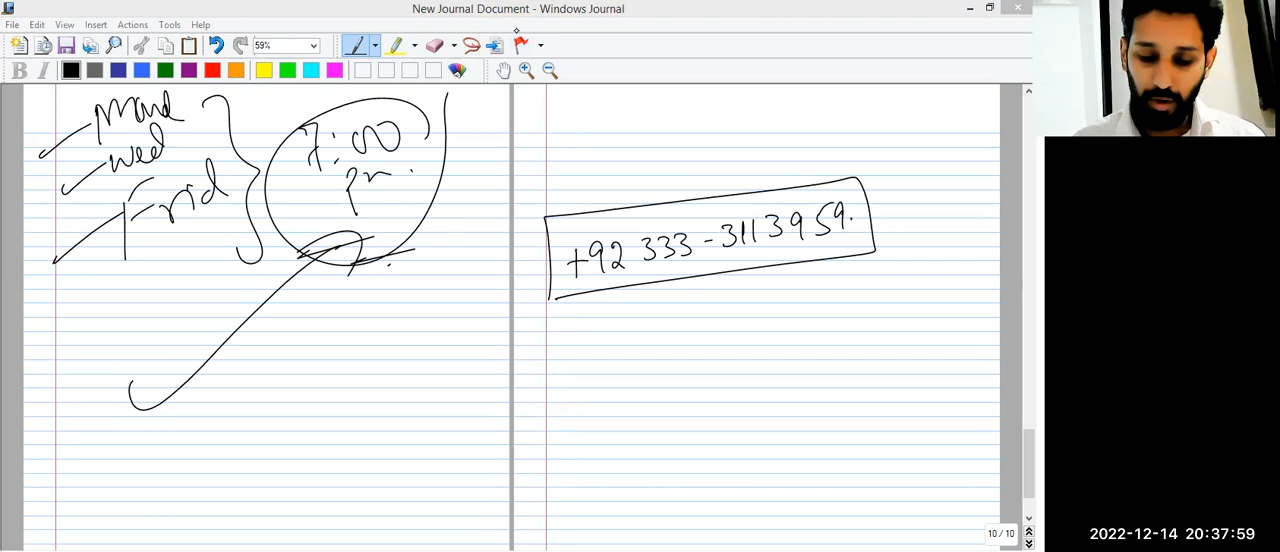 New Journal Document - Windows Journal
File Edit View Insert Actions Tools Help
59%
B I
Mond
Wed
Frid
7:00
pm.
+92 333-3113959.
10 / 10
2022-12-14 20:37:59